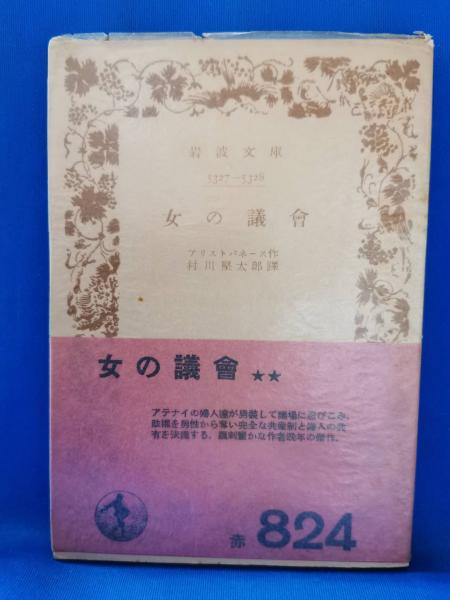 岩波文庫
5327—5328
女の議會
アリストパネース作
村川堅太郎譯
女の議會 ★★
アテナイの婦人達が男装して議場に忍びこみ、
政權を男性から奪い完全な共産制と婦人の共
有を決議する。諷刺豊かな作者晩年の傑作。
赤 824